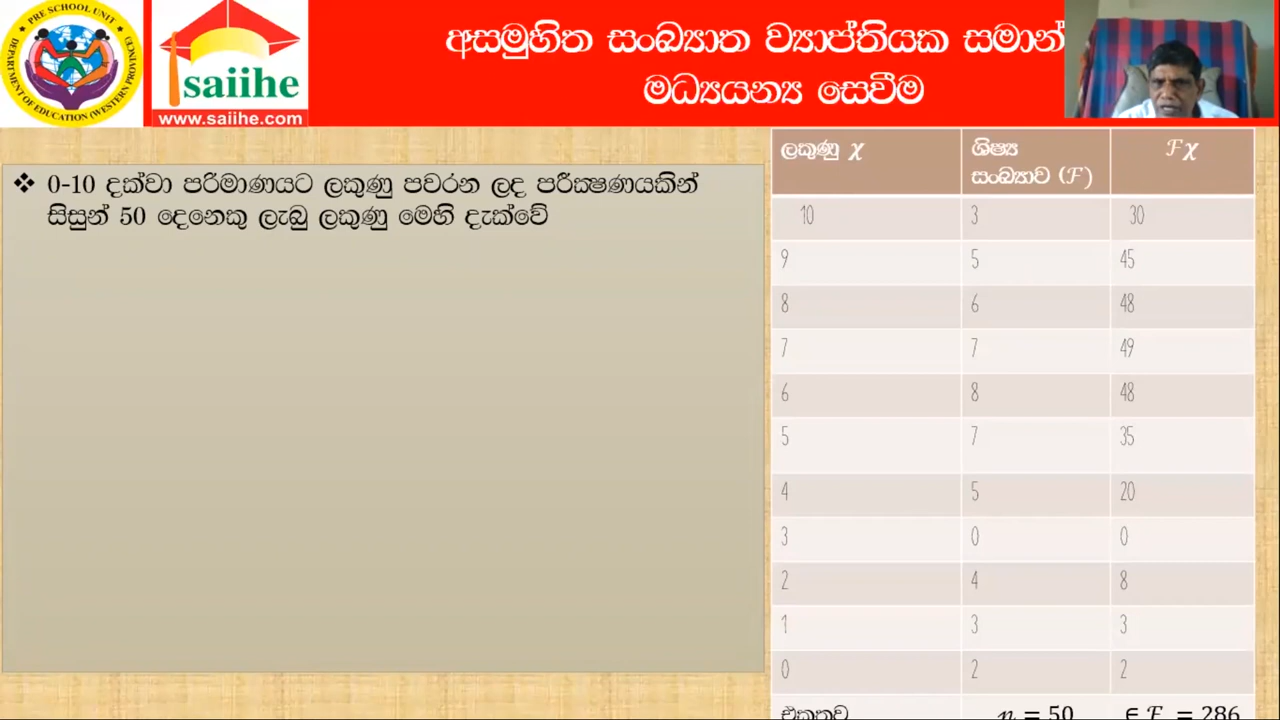 PRE SCHOOL UNIT
DEPARTMENT OF EDUCATION (WESTERN PROVINCE)
saiihe
www.saiihe.com
අසමුහිත සංඛ්‍යාත ව්‍යාප්තියක සමාන්
මධ්‍යයන්‍ය සෙවීම
❖ 0-10 දක්වා පරිමාණයට ලකුණු පවරන ලද පරීක්‍ෂණයකින්
සිසුන් 50 දෙනෙකු ලැබු ලකුණු මෙහි දැක්වේ
ලකුණු χ ශිෂ්‍ය සංඛ්‍යාව (ℱ) ℱχ
10 3 30
9 5 45
8 6 48
7 7 49
6 8 48
5 7 35
4 5 20
3 0 0
2 4 8
1 3 3
0 2 2
එකතුව n = 50 ∈ ℱ = 286